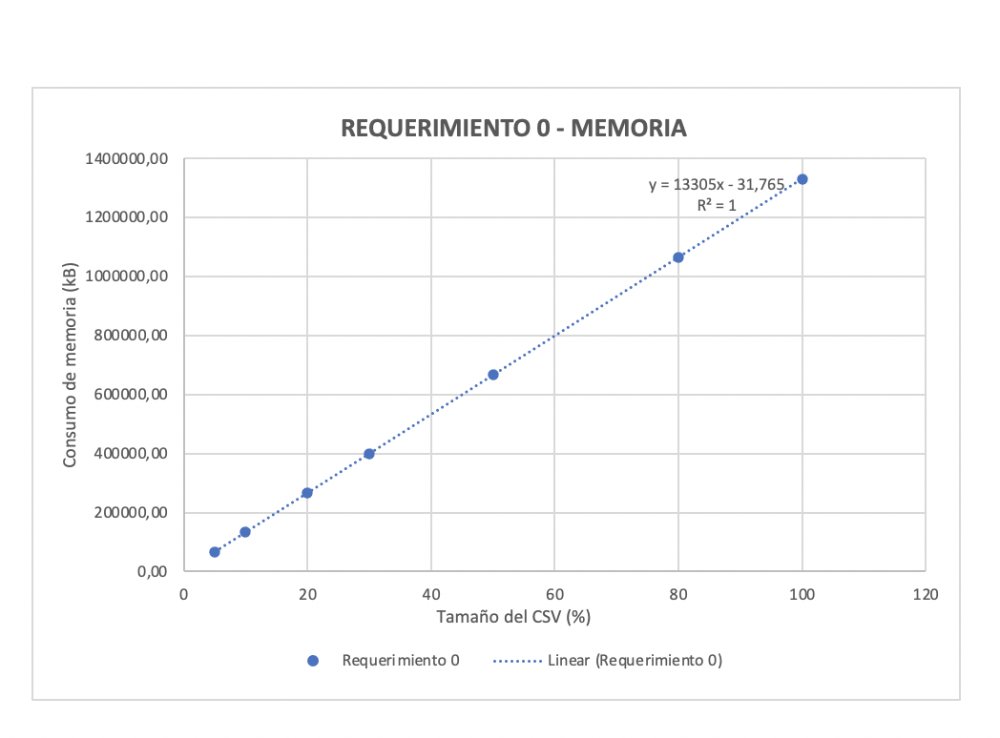 REQUERIMIENTO 0 - MEMORIA
1400000,00
1200000,00
1000000,00
800000,00
600000,00
400000,00
200000,00
0,00
Consumo de memoria (kB)
y = 13305x - 31,765
R² = 1
0 20 40 60 80 100 120
Tamaño del CSV (%)
Requerimiento 0 Linear (Requerimiento 0)